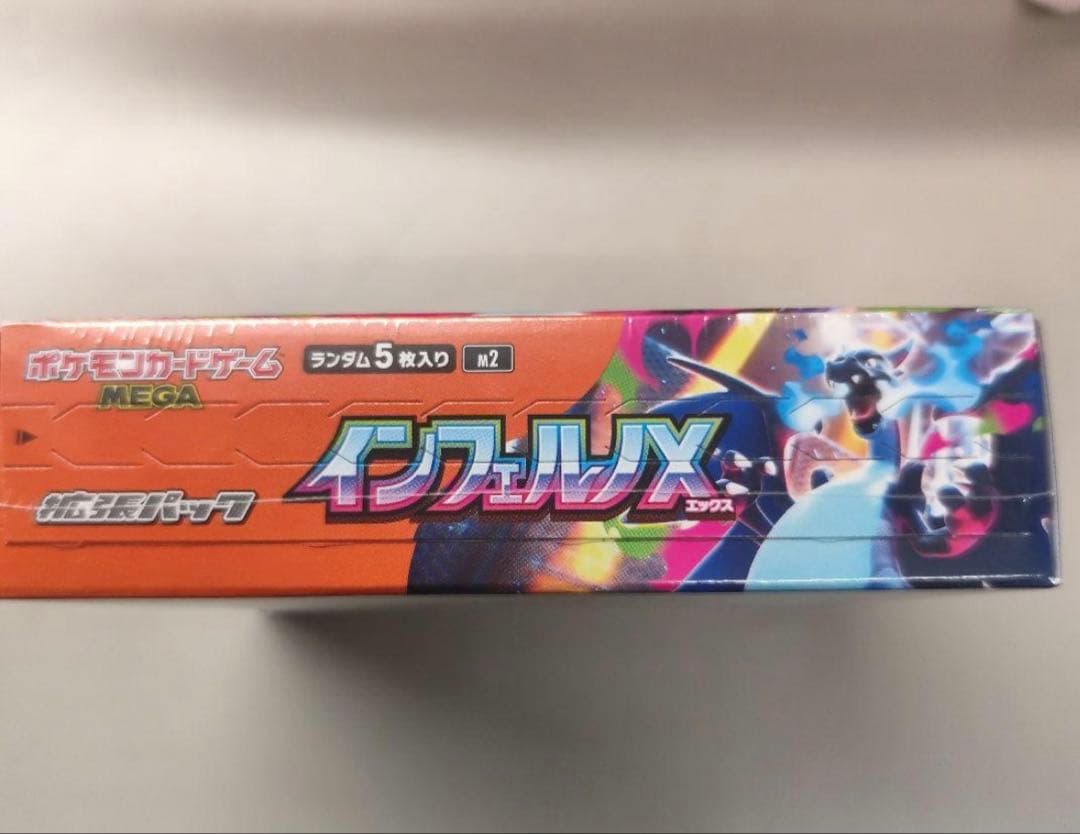 ポケモンカードゲーム
MEGA
ランダム5枚入り
M2
インフェルノX
エックス
拡張パック